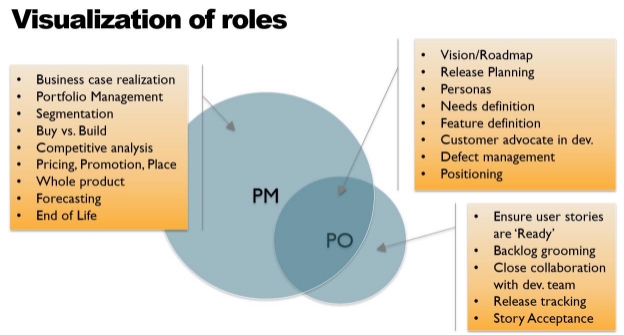 Visualization of roles
• Business case realization
• Portfolio Management
• Segmentation
• Buy vs. Build
• Competitive analysis
• Pricing, Promotion, Place
• Whole product
• Forecasting
• End of Life
• Vision/Roadmap
• Release Planning
• Personas
• Needs definition
• Feature definition
• Customer advocate in dev.
• Defect management
• Positioning
PM
PO
• Ensure user stories
are ‘Ready’
• Backlog grooming
• Close collaboration
with dev. team
• Release tracking
• Story Acceptance